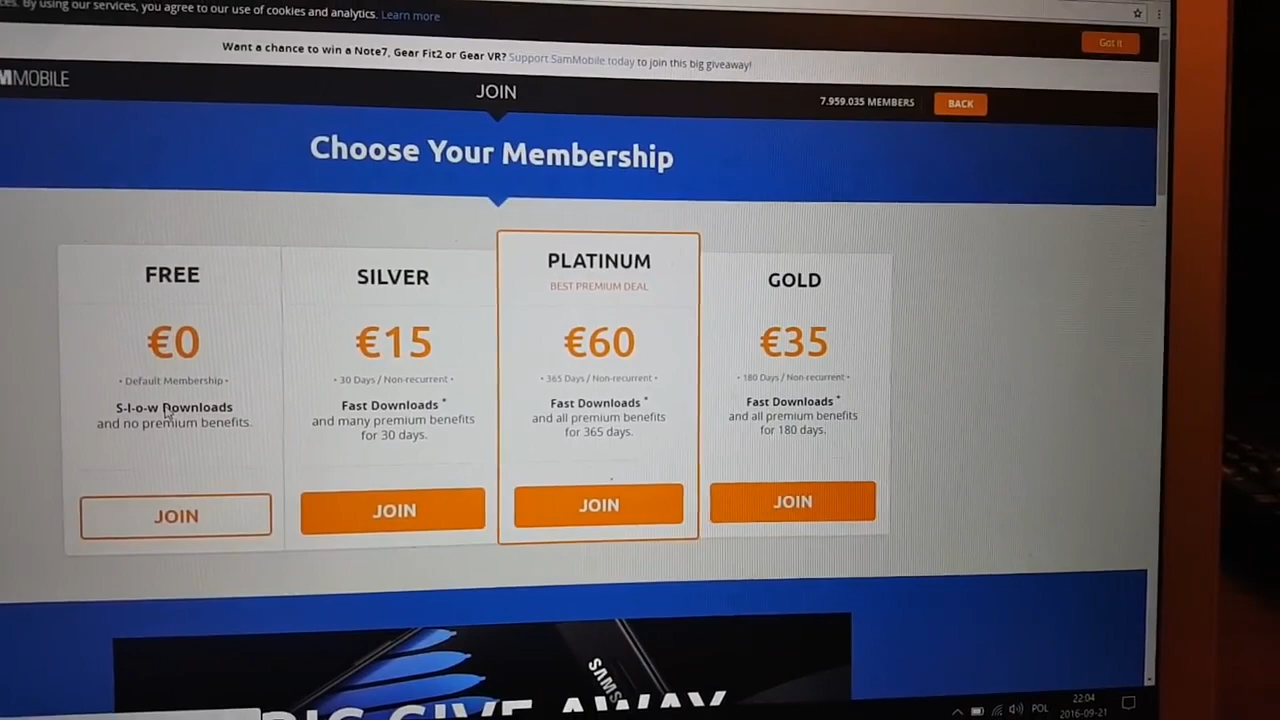 By using our services, you agree to our use of cookies and analytics. Learn more
Got it
Want a chance to win a Note7, Gear Fit2 or Gear VR? Support SamMobile today to join this big giveaway!
MMOBILE
JOIN
7.959.035 MEMBERS
BACK
Choose Your Membership
FREE
€0
• Default Membership •
S-l-o-w Downloads
and no premium benefits.
JOIN
SILVER
€15
• 30 Days / Non-recurrent •
Fast Downloads *
and many premium benefits
for 30 days.
JOIN
PLATINUM
BEST PREMIUM DEAL
€60
• 365 Days / Non-recurrent •
Fast Downloads *
and all premium benefits
for 365 days.
JOIN
GOLD
€35
• 180 Days / Non-recurrent •
Fast Downloads *
and all premium benefits
for 180 days.
JOIN
SAMS
BIG GIVE AWAY
POL
22:04
2016-09-21